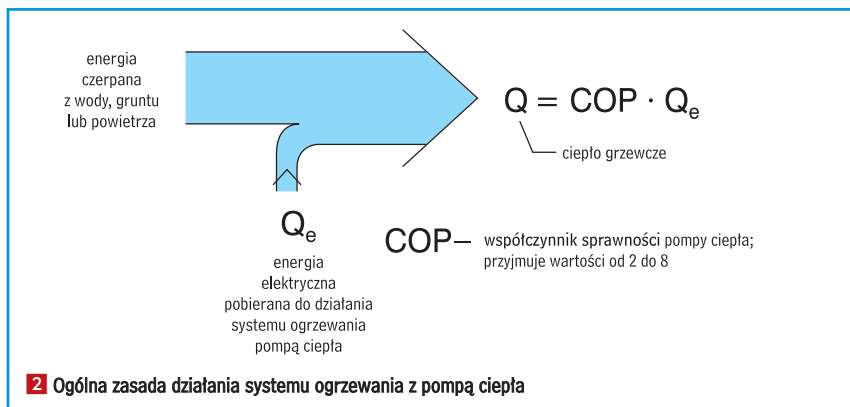 energia
czerpana
z wody, gruntu
lub powietrza
Q = COP · Qe
ciepło grzewcze
Qe
energia
elektryczna
pobierana do działania
systemu ogrzewania
pompą ciepła
COP – współczynnik sprawności pompy ciepła;
przyjmuje wartości od 2 do 8
2 Ogólna zasada działania systemu ogrzewania z pompą ciepła